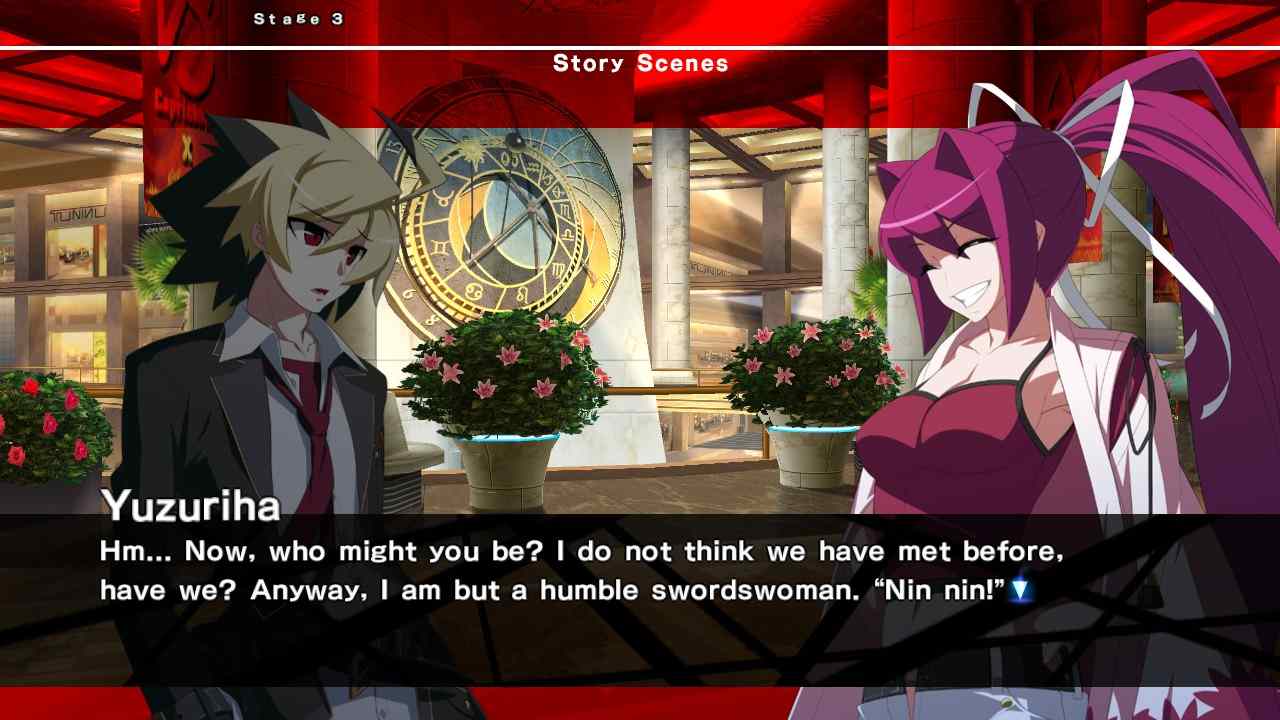 Stage 3
Story Scenes
Yuzuriha
Hm... Now, who might you be? I do not think we have met before,
have we? Anyway, I am but a humble swordswoman. “Nin nin!”